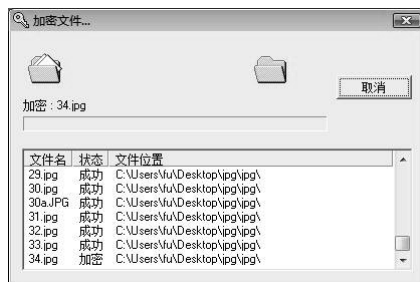 加密文件...
取消
加密 : 34.jpg
文件名 状态 文件位置
29.jpg 成功 C:\Users\fu\Desktop\jpg\jpg\
30.jpg 成功 C:\Users\fu\Desktop\jpg\jpg\
30a.JPG 成功 C:\Users\fu\Desktop\jpg\jpg\
31.jpg 成功 C:\Users\fu\Desktop\jpg\jpg\
32.jpg 成功 C:\Users\fu\Desktop\jpg\jpg\
33.jpg 成功 C:\Users\fu\Desktop\jpg\jpg\
34.jpg 加密 C:\Users\fu\Desktop\jpg\jpg\